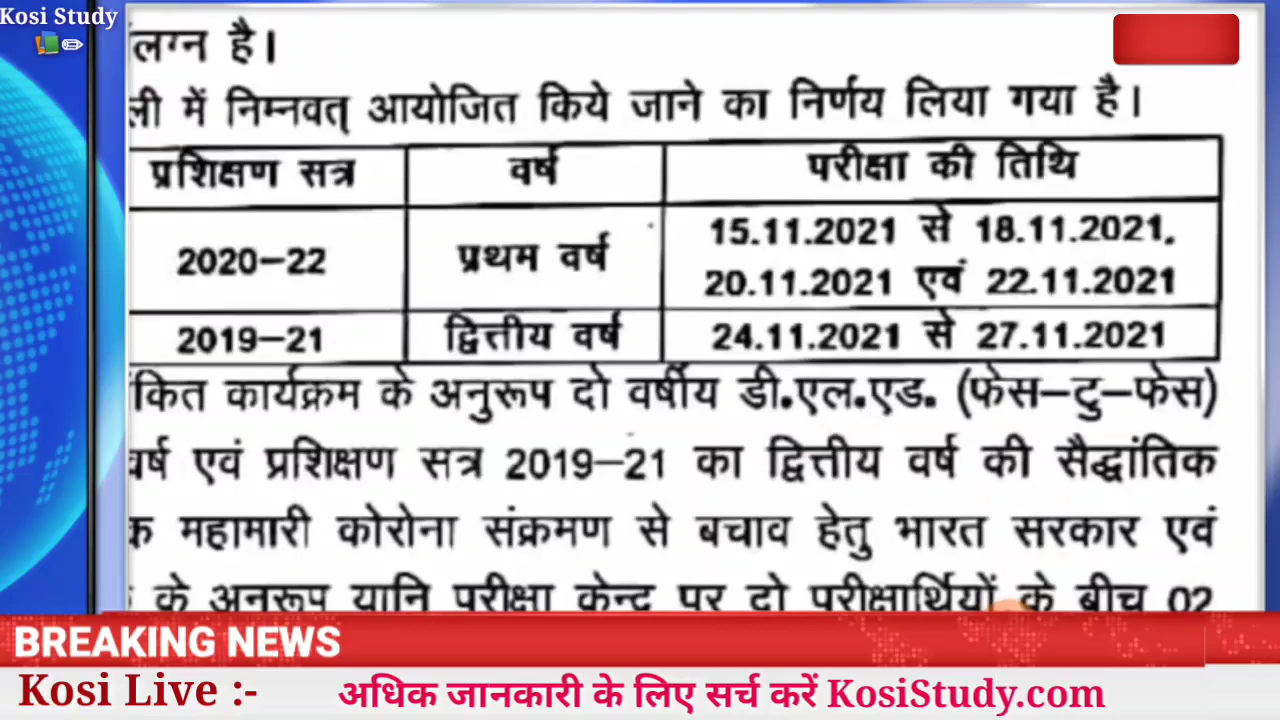 Kosi Study
लग्न है।
ली में निम्नवत् आयोजित किये जाने का निर्णय लिया गया है।
प्रशिक्षण सत्र वर्ष परीक्षा की तिथि
2020–22 प्रथम वर्ष 15.11.2021 से 18.11.2021, 20.11.2021 एवं 22.11.2021
2019–21 द्वित्तीय वर्ष 24.11.2021 से 27.11.2021
कित कार्यक्रम के अनुरूप दो वर्षीय डी.एल.एड. (फेस–टु–फेस)
वर्ष एवं प्रशिक्षण सत्र 2019–21 का द्वित्तीय वर्ष की सैद्धांतिक
क महामारी कोरोना संक्रमण से बचाव हेतु भारत सरकार एवं
के अनुरूप यानि परीक्षा केन्द्र पर दो परीक्षार्थियों के बीच 02
BREAKING NEWS
Kosi Live :- अधिक जानकारी के लिए सर्च करें KosiStudy.com